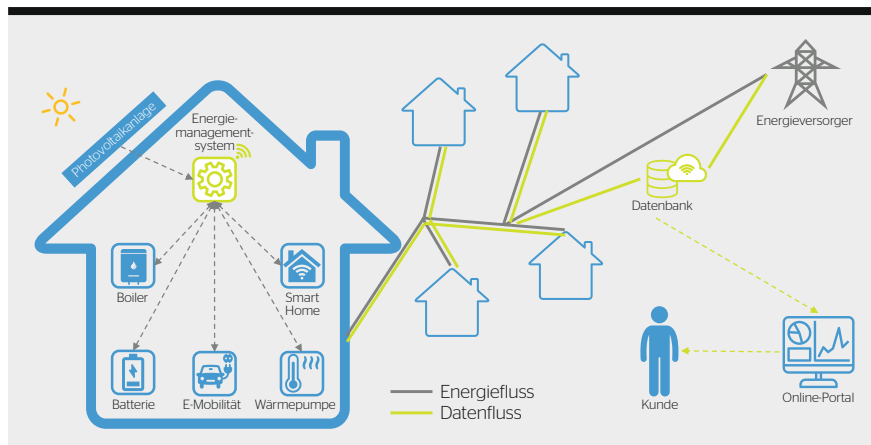 Photovoltaikanlage
Energie-
management-
system
Boiler
Smart
Home
Batterie
E-Mobilität
Wärmepumpe
Energieversorger
Datenbank
Energiefluss
Datenfluss
Kunde
Online-Portal